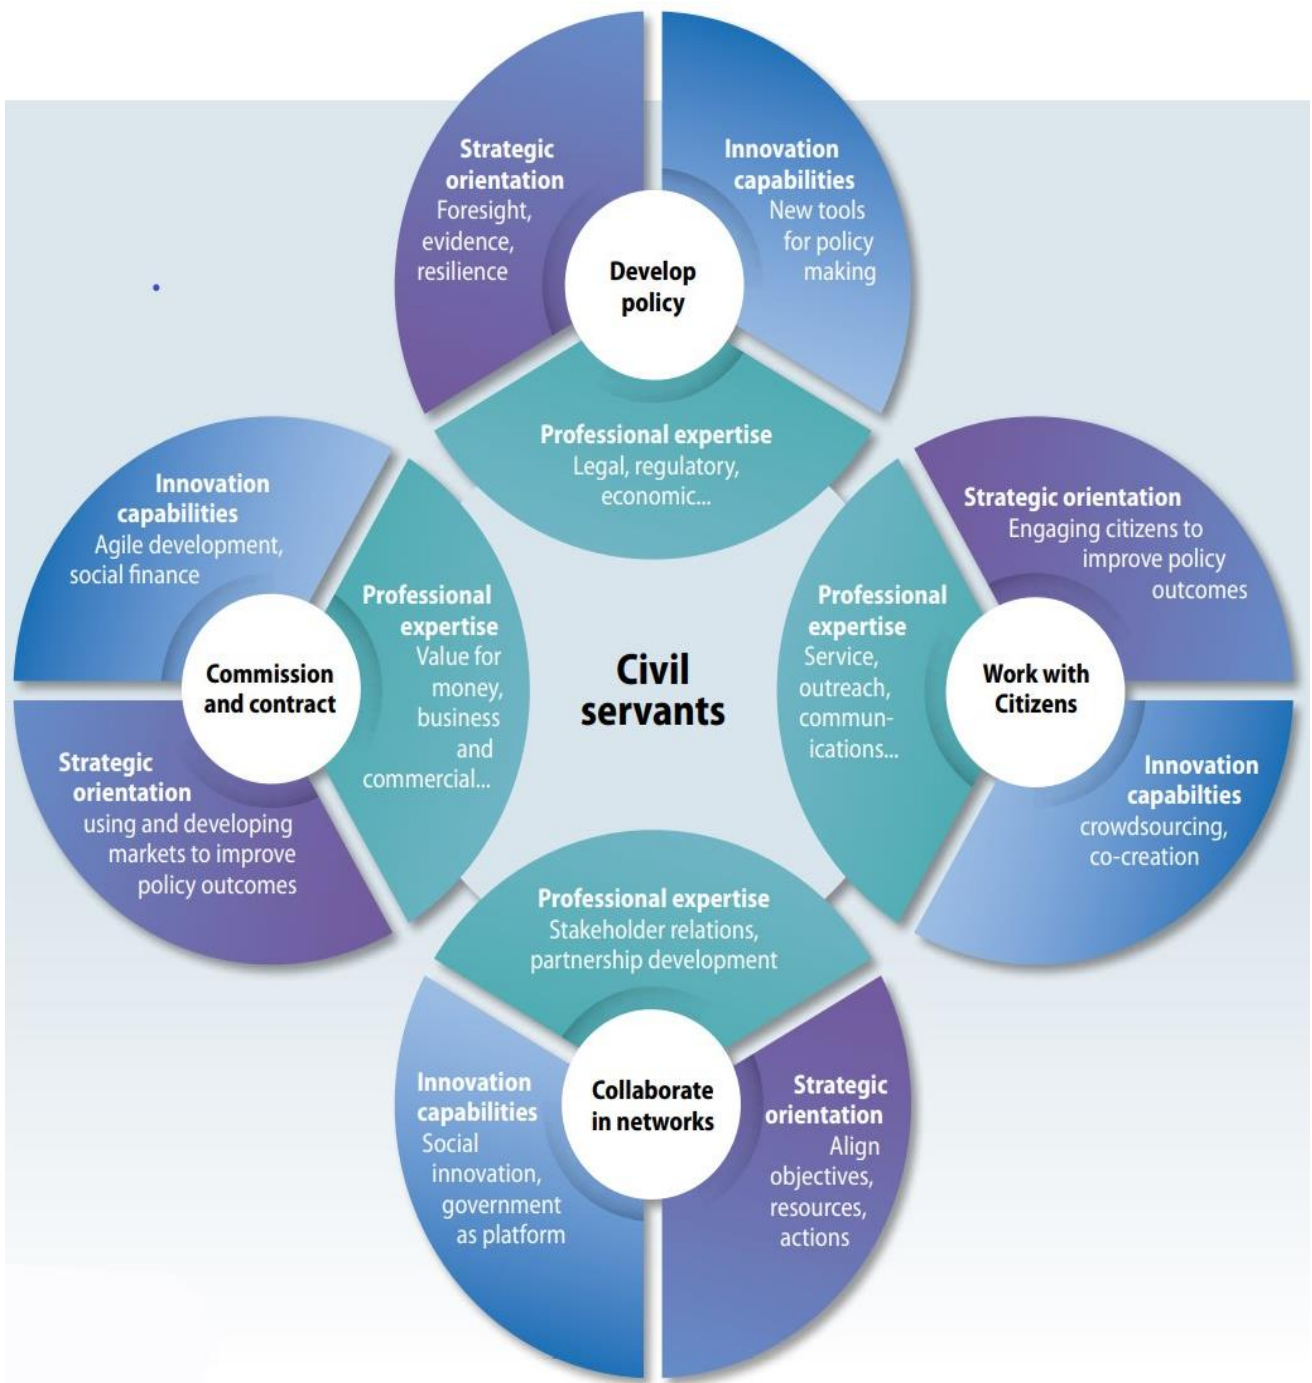 Strategic
orientation
Foresight,
evidence,
resilience
Innovation
capabilities
New tools
for policy
making
Develop
policy
Professional expertise
Legal, regulatory,
economic...
Innovation
capabilities
Agile development,
social finance
Commission
and contract
Professional
expertise
Value for
money,
business
and
commercial...
Strategic
orientation
using and developing
markets to improve
policy outcomes
Civil
servants
Professional
expertise
Service,
outreach,
commun-
ications...
Strategic orientation
Engaging citizens to
improve policy
outcomes
Work with
Citizens
Innovation
capabilties
crowdsourcing,
co-creation
Professional expertise
Stakeholder relations,
partnership development
Collaborate
in networks
Innovation
capabilities
Social
innovation,
government
as platform
Strategic
orientation
Align
objectives,
resources,
actions